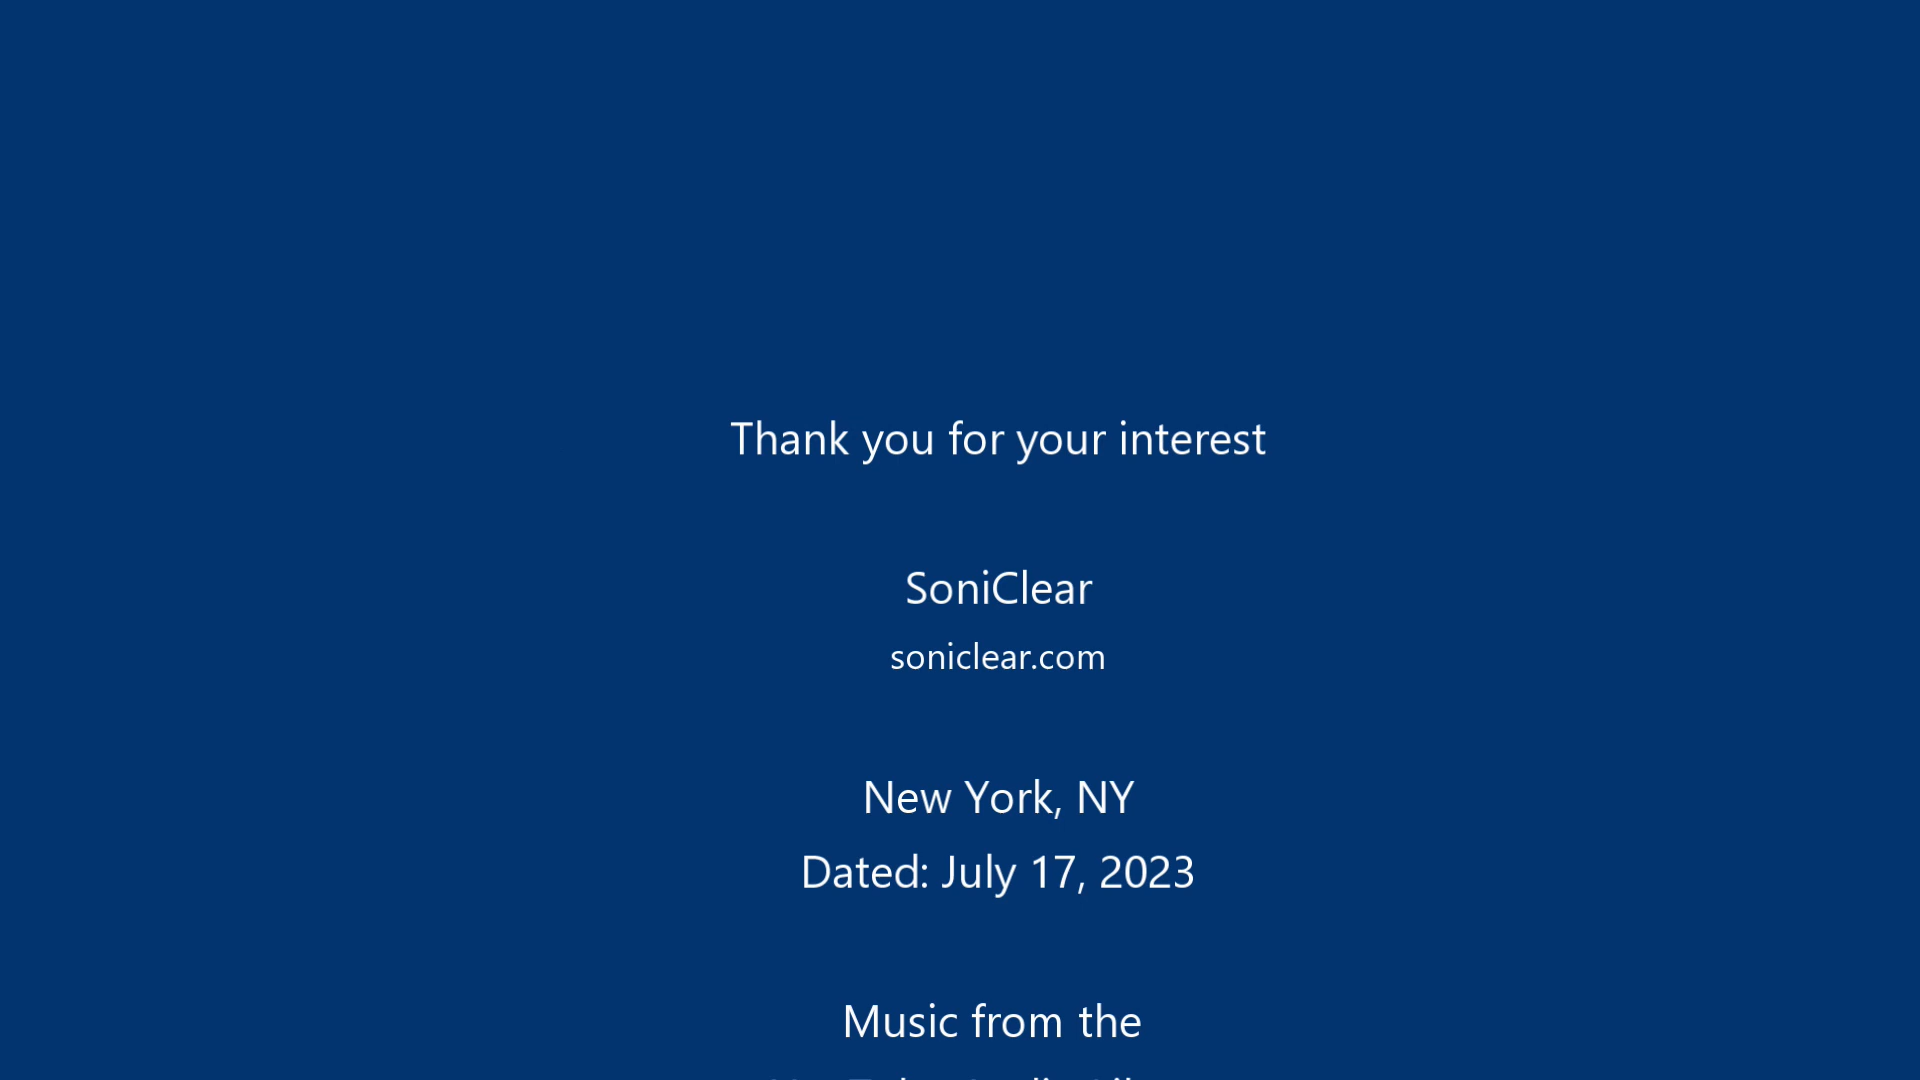 Thank you for your interest
SoniClear
soniclear.com
New York, NY
Dated: July 17, 2023
Music from the